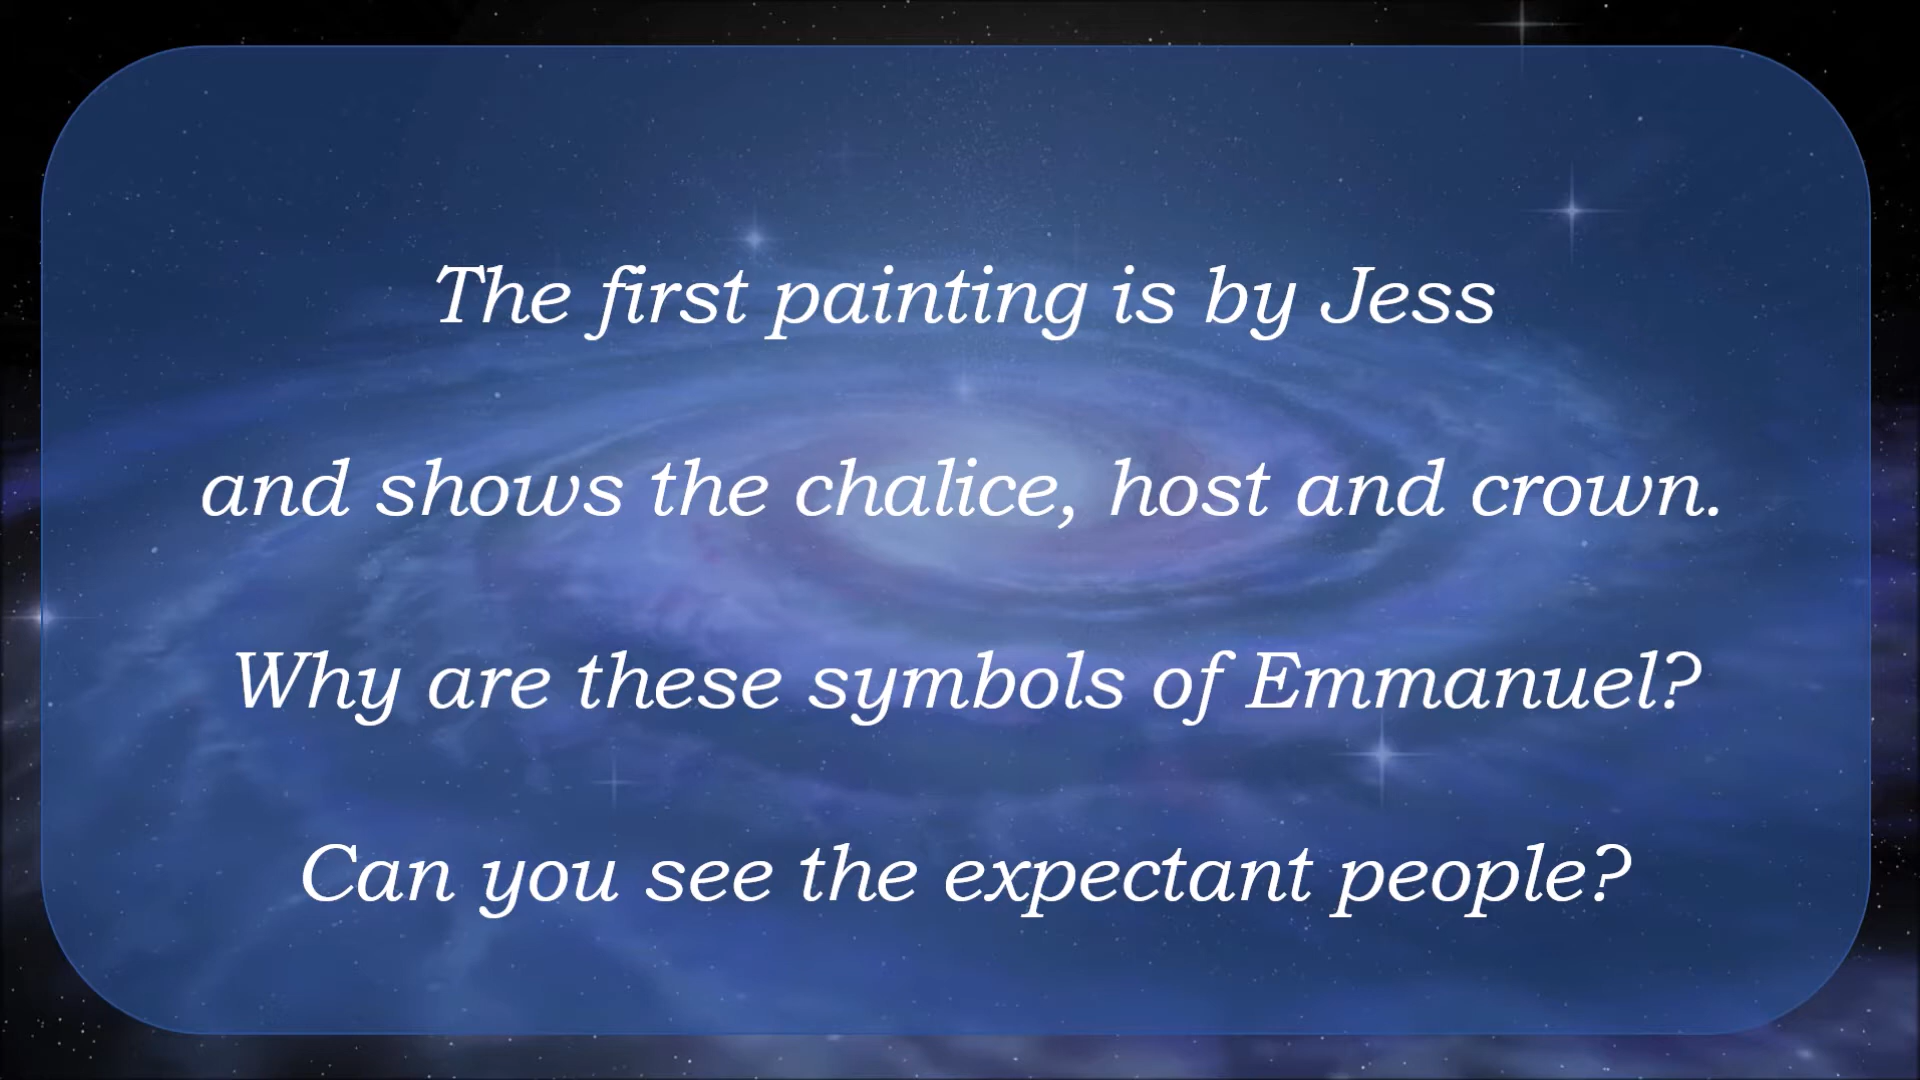 The first painting is by Jess
and shows the chalice, host and crown.
Why are these symbols of Emmanuel?
Can you see the expectant people?